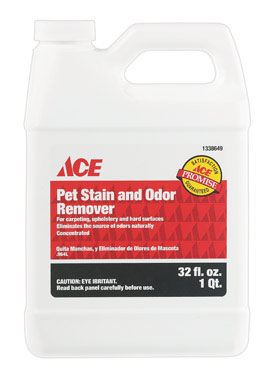 1338649
SATISFACTION
ACE
PROMISE
GUARANTEED
ACE
Pet Stain and Odor
Remover
For carpeting, upholstery and hard surfaces
Eliminates the source of odors naturally
Concentrated
Quita Manchas, y Eliminador de Olores de Mascota
.964L
CAUTION: EYE IRRITANT.
Read back panel carefully before use.
32 fl. oz.
1 Qt.